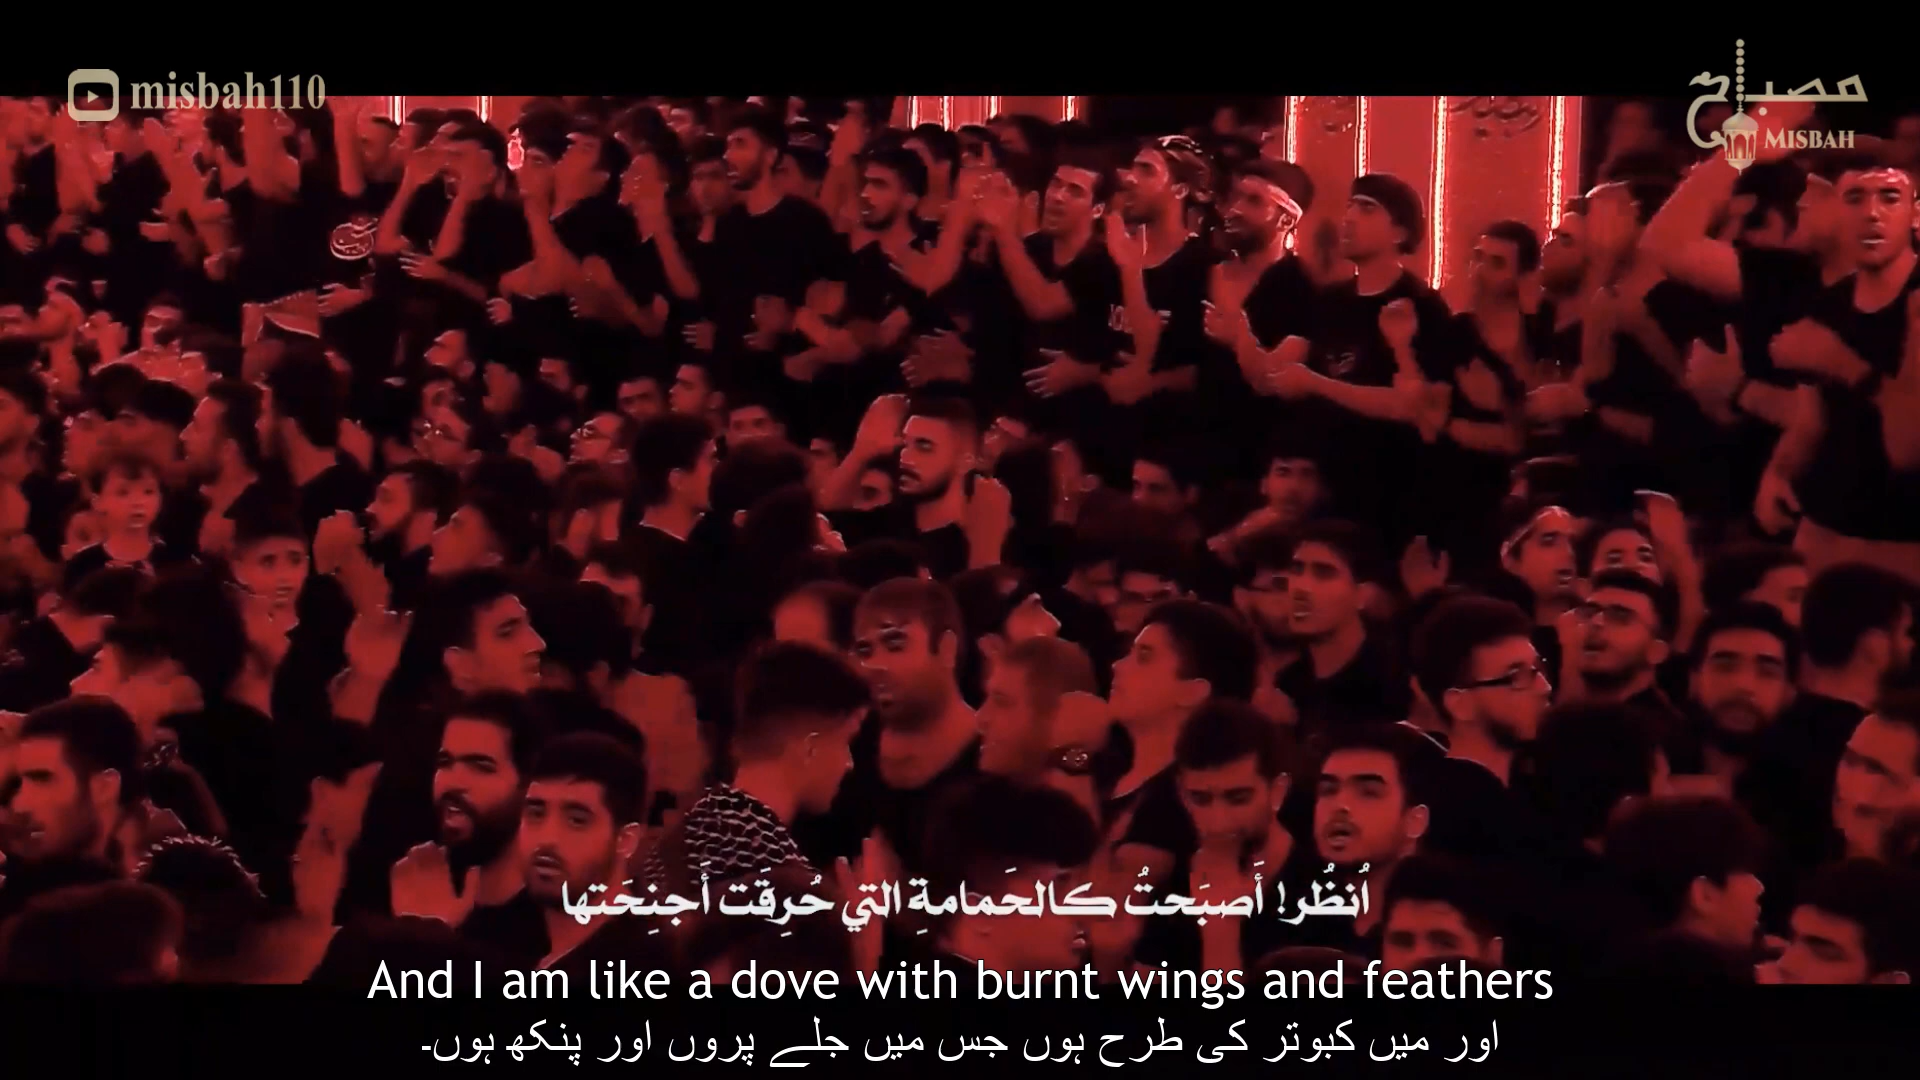 misbah110
مصباح
MISBAH
اُنظُر! أَصبَحتُ كالحَمامةِ التي حُرِقَت أَجنِحَتها
And I am like a dove with burnt wings and feathers
اور میں کبوتر کی طرح ہوں جس میں جلے پروں اور پنکھ ہوں۔